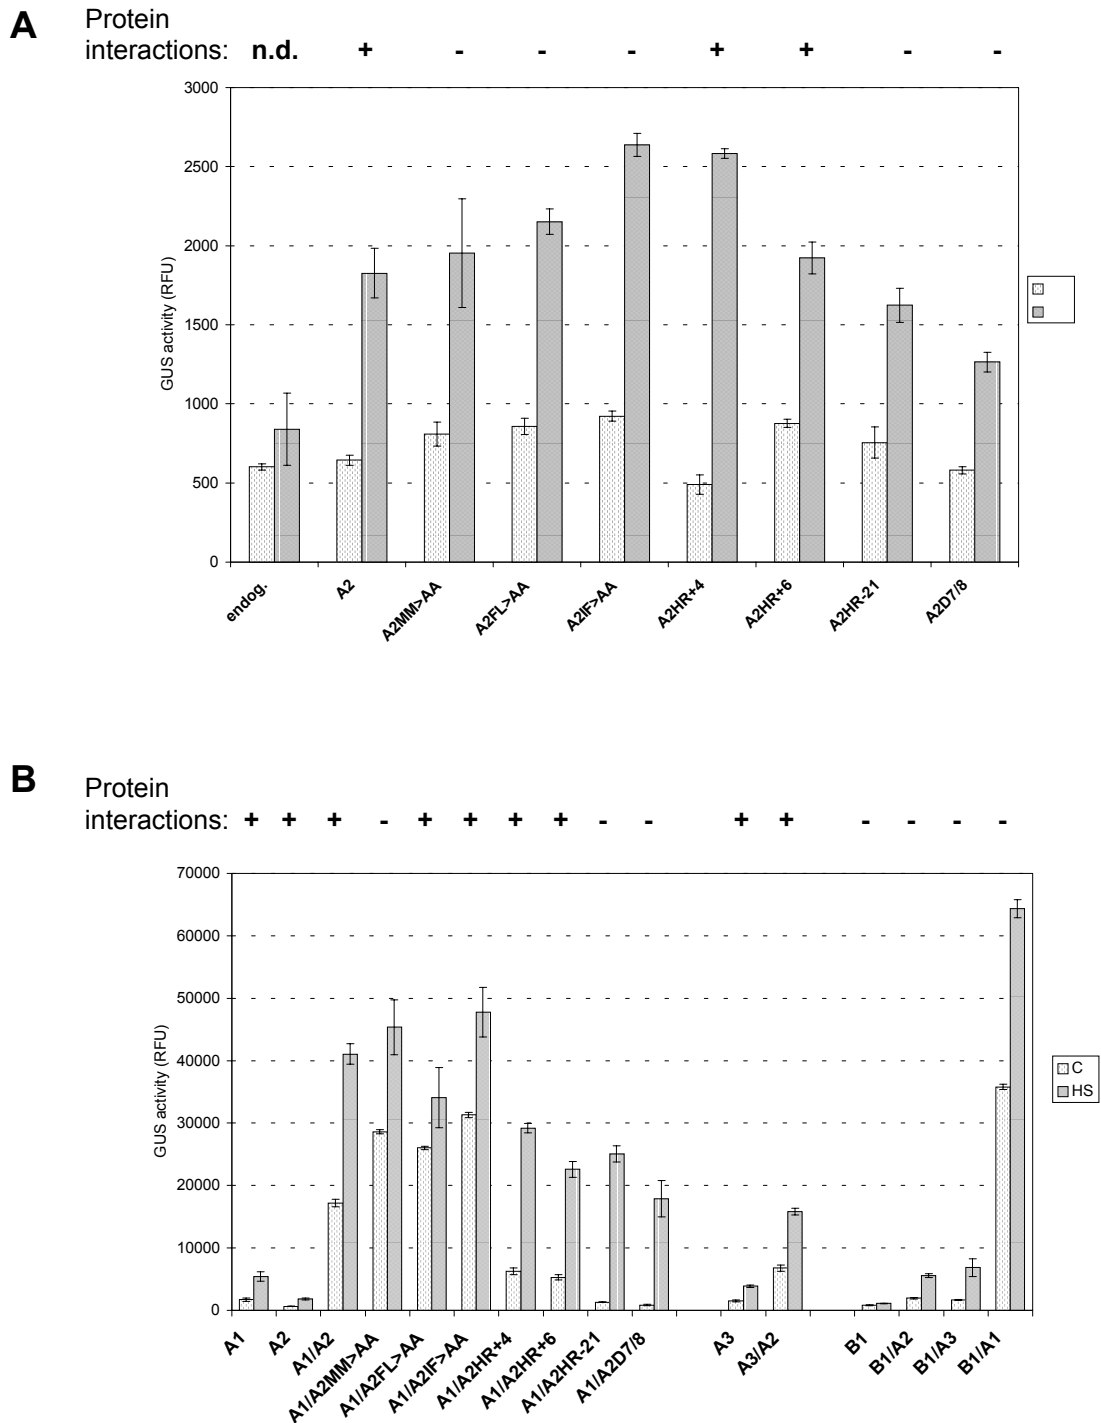 A
Protein
interactions: n.d. + - - - + + - -
3000
2500
2000
1500
1000
500
0
GUS activity (RFU)
endog.
A2
A2MM>AA
A2FL>AA
A2IF>AA
A2HR+4
A2HR+6
A2HR-21
A2D7/8
B
Protein
interactions: + + + - + + + + - - + + - - - -
70000
60000
50000
40000
30000
20000
10000
0
GUS activity (RFU)
C
HS
A1
A2
A1/A2
A1/A2MM>AA
A1/A2FL>AA
A1/A2IF>AA
A1/A2HR+4
A1/A2HR+6
A1/A2HR-21
A1/A2D7/8
A3
A3/A2
B1
B1/A2
B1/A3
B1/A1